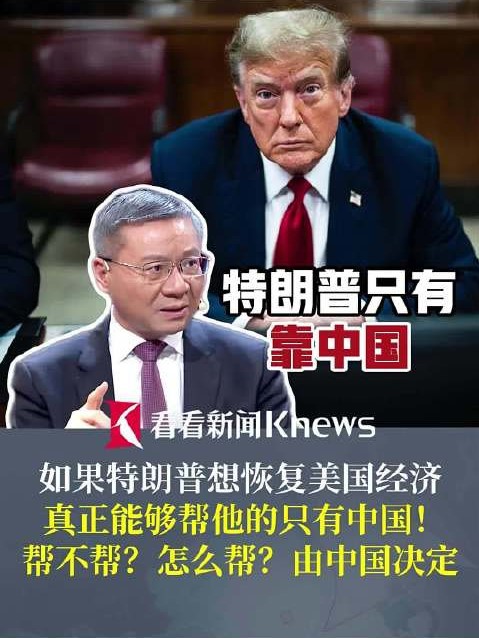 特朗普只有
靠中国
看看新闻Knews
如果特朗普想恢复美国经济
真正能够帮他的只有中国！
帮不帮？怎么帮？由中国决定